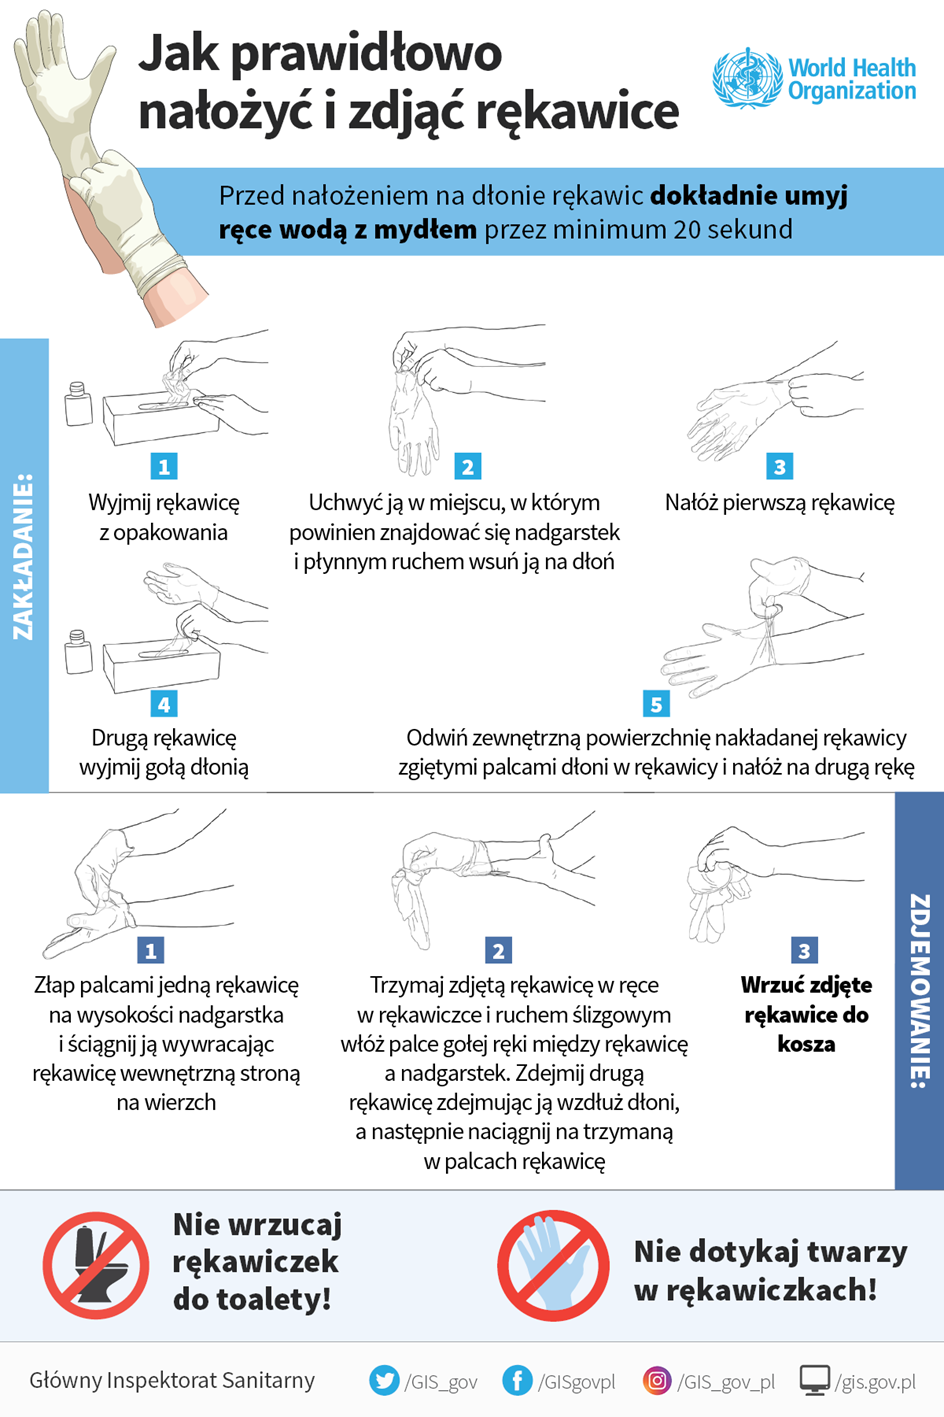 Jak prawidłowo
nałożyć i zdjąć rękawice
World Health
Organization
Przed nałożeniem na dłonie rękawic dokładnie umyj
ręce wodą z mydłem przez minimum 20 sekund
ZAKŁADANIE:
1
Wyjmij rękawicę
z opakowania
2
Uchwyć ją w miejscu, w którym
powinien znajdować się nadgarstek
i płynnym ruchem wsuń ją na dłoń
3
Nałóż pierwszą rękawicę
4
Drugą rękawicę
wyjmij gołą dłonią
5
Odwiń zewnętrzną powierzchnię nakładanej rękawicy
zgiętymi palcami dłoni w rękawicy i nałóż na drugą rękę
ZDJEMOWANIE:
1
Złap palcami jedną rękawicę
na wysokości nadgarstka
i ściągnij ją wywracając
rękawicę wewnętrzną stroną
na wierzch
2
Trzymaj zdjętą rękawicę w ręce
w rękawiczce i ruchem ślizgowym
włóż palce gołej ręki między rękawicę
a nadgarstek. Zdejmij drugą
rękawicę zdejmując ją wzdłuż dłoni,
a następnie naciągnij na trzymaną
w palcach rękawicę
3
Wrzuć zdjęte
rękawice do
kosza
Nie wrzucaj
rękawiczek
do toalety!
Nie dotykaj twarzy
w rękawiczkach!
Główny Inspektorat Sanitarny
/GIS_gov
/GISgovpl
/GIS_gov_pl
/gis.gov.pl